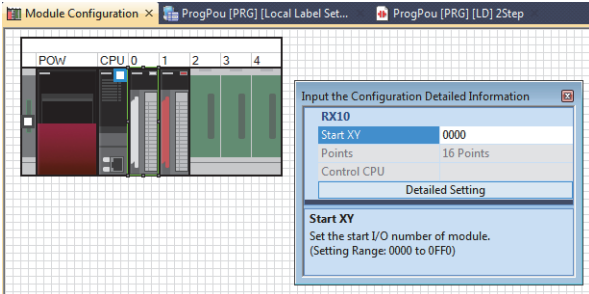 Module Configuration × ProgPou [PRG] [Local Label Set... ProgPou [PRG] [LD] 2Step
POW CPU 0 1 2 3 4
Input the Configuration Detailed Information
RX10
Start XY 0000
Points 16 Points
Control CPU
Detailed Setting
Start XY
Set the start I/O number of module.
(Setting Range: 0000 to 0FF0)